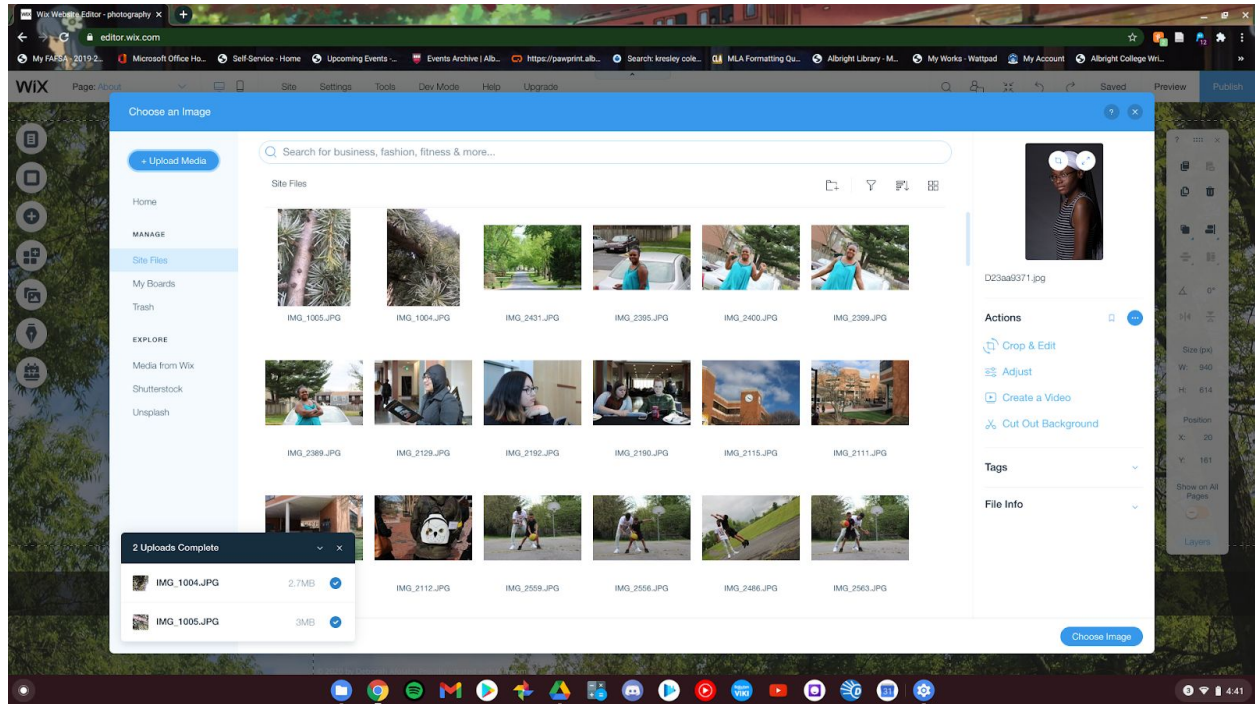 Wix Website Editor - photography
editor.wix.com
My FAFSA - 2019-2... Microsoft Office Ho... Self-Service - Home Upcoming Events -... Events Archive | Alb... https://pawprint.alb... Search: kresley cole... MLA Formatting Qu... Albright Library - M... My Works - Wattpad My Account Albright College Wri...
WiX Page: About Site Settings Tools Dev Mode Help Upgrade Saved Preview Publish
Choose an Image
+ Upload Media
Search for business, fashion, fitness & more...
Site Files
Home
MANAGE
Site Files
My Boards
Trash
EXPLORE
Media from Wix
Shutterstock
Unsplash
IMG_1005.JPG IMG_1004.JPG IMG_2431.JPG IMG_2395.JPG IMG_2400.JPG IMG_2399.JPG
IMG_2389.JPG IMG_2129.JPG IMG_2192.JPG IMG_2190.JPG IMG_2115.JPG IMG_2111.JPG
IMG_2112.JPG IMG_2559.JPG IMG_2556.JPG IMG_2486.JPG IMG_2563.JPG
2 Uploads Complete
IMG_1004.JPG 2.7MB
IMG_1005.JPG 3MB
D23aa9371.jpg
Actions
Crop & Edit
Adjust
Create a Video
Cut Out Background
Tags
File Info
Choose Image
Size (px)
W: 940
H: 614
Position
X: 20
Y: 161
Show on All
Pages
Layers
VIKI
31
3 4:41